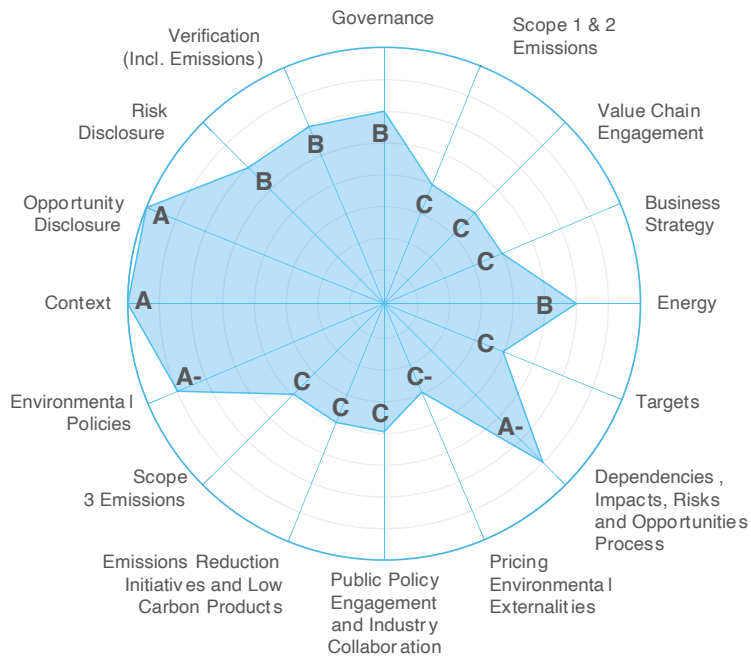 Governance
Scope 1 & 2
Emissions
Value Chain
Engagement
Business
Strategy
Energy
Targets
Dependencies ,
Impacts, Risks
and Opportunities
Process
Pricing
Environmental
Externalities
Public Policy
Engagement
and Industry
Collaboration
Emissions Reduction
Initiatives and Low
Carbon Products
Scope
3 Emissions
Environmental
Policies
Context
Opportunity
Disclosure
Risk
Disclosure
Verification
(Incl. Emissions)
B
C
C
C
B
C
A-
C-
C
C
C
A-
A
A
B
B